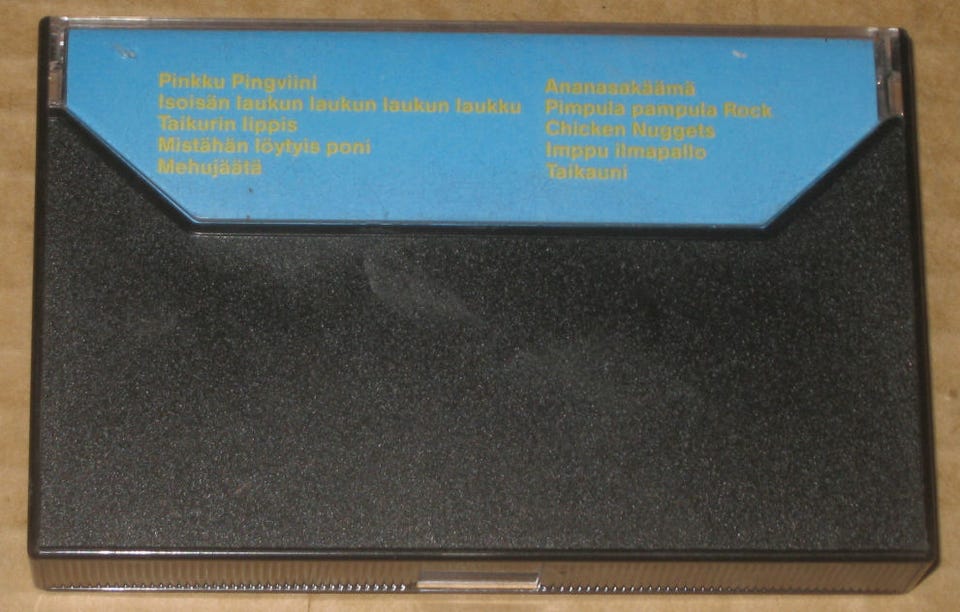 Pinkku Pingviini
Isoisän laukun laukun laukun laukku
Taikurin lippis
Mistähän löytyis poni
Mehujäätä
Ananasakäämä
Pimpula pampula Rock
Chicken Nuggets
Imppu ilmapallo
Taikauni